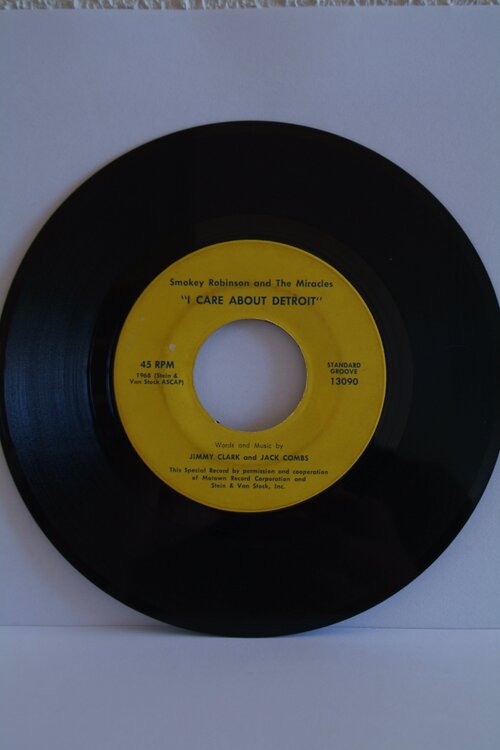 Smokey Robinson and The Miracles
"I CARE ABOUT DETROIT"
45 RPM
1968 (Stein &
Van Stock ASCAP)
STANDARD
GROOVE
13090
Words and Music by
JIMMY CLARK and JACK COMBS
This Special Record by permission and cooperation
of Motown Record Corporation and
Stein & Van Stock, Inc.